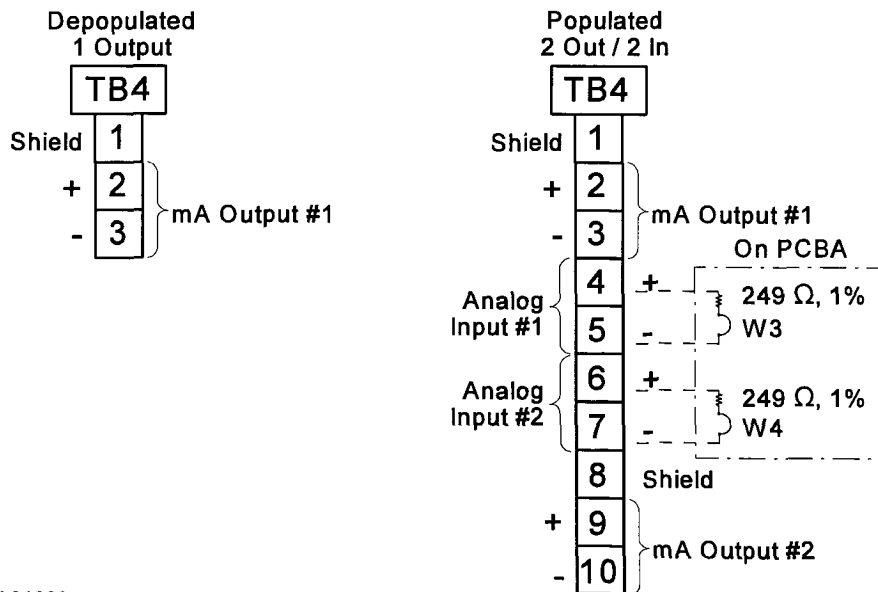 Depopulated
1 Output
TB4
Shield 1
+ 2
- 3
mA Output #1
Populated
2 Out / 2 In
TB4
Shield 1
+ 2
- 3
mA Output #1
On PCBA
Analog
Input #1
4 +
5 -
249 Ω, 1%
W3
Analog
Input #2
6 +
7 -
249 Ω, 1%
W4
8 Shield
+ 9
- 10
mA Output #2